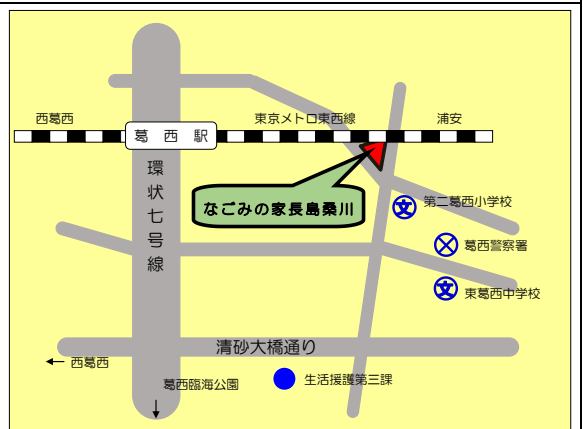 西葛西
東京メトロ東西線
浦安
葛西駅
環状七号線
なごみの家長島桑川
第二葛西小学校
葛西警察署
東葛西中学校
清砂大橋通り
← 西葛西
葛西臨海公園
↓
生活援護第三課
文
文